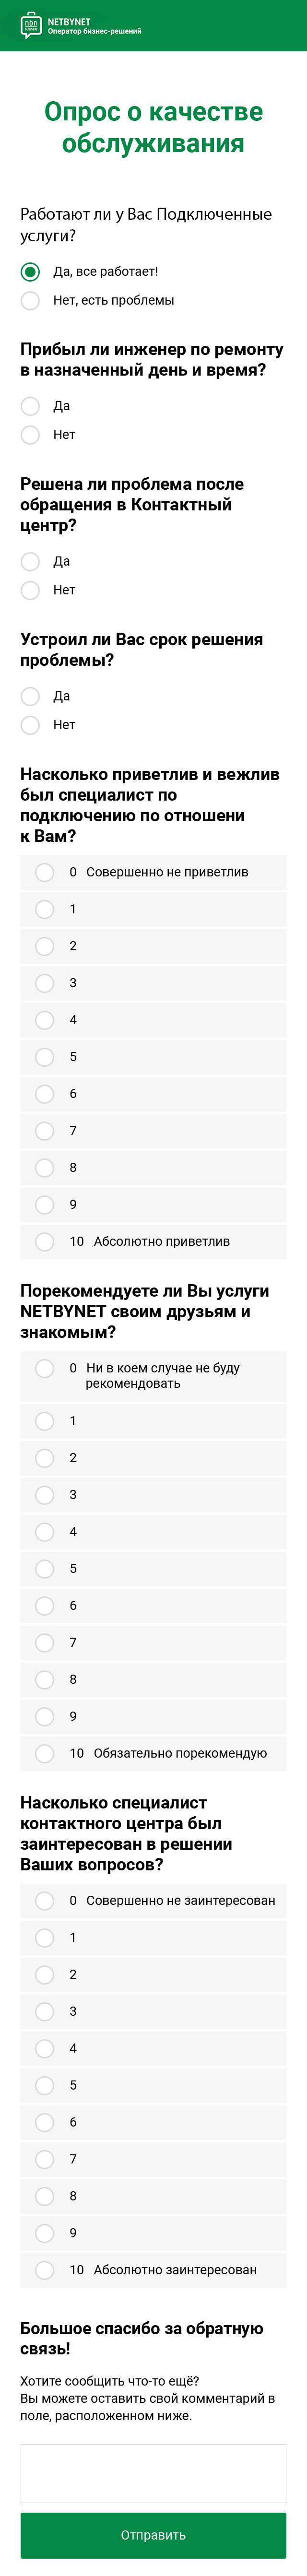 nbn
NETBYNET
Оператор бизнес-решений
Опрос о качестве
обслуживания
Работают ли у Вас Подключенные
услуги?
Да, все работает!
Нет, есть проблемы
Прибыл ли инженер по ремонту
в назначенный день и время?
Да
Нет
Решена ли проблема после
обращения в Контактный
центр?
Да
Нет
Устроил ли Вас срок решения
проблемы?
Да
Нет
Насколько приветлив и вежлив
был специалист по
подключению по отношени
к Вам?
0 Совершенно не приветлив
1
2
3
4
5
6
7
8
9
10 Абсолютно приветлив
Порекомендуете ли Вы услуги
NETBYNET своим друзьям и
знакомым?
0 Ни в коем случае не буду
рекомендовать
1
2
3
4
5
6
7
8
9
10 Обязательно порекомендую
Насколько специалист
контактного центра был
заинтересован в решении
Ваших вопросов?
0 Совершенно не заинтересован
1
2
3
4
5
6
7
8
9
10 Абсолютно заинтересован
Большое спасибо за обратную
связь!
Хотите сообщить что-то ещё?
Вы можете оставить свой комментарий в
поле, расположенном ниже.
Отправить